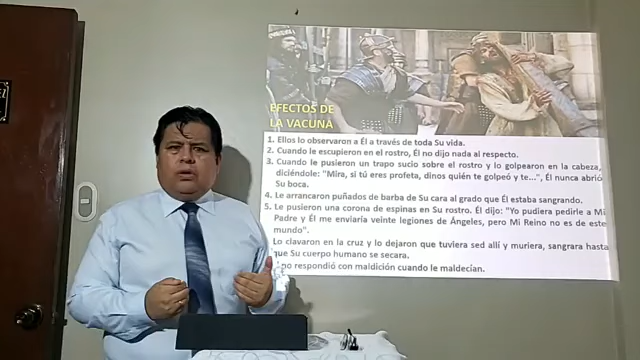 EFECTOS DE
LA VACUNA
1. Ellos lo observaron a Él a través de toda Su vida.
2. Cuando le escupieron en el rostro, Él no dijo nada al respecto.
3. Cuando le pusieron un trapo sucio sobre el rostro y lo golpearon en la cabeza,
diciéndole: "Mira, si tú eres profeta, dinos quién te golpeó y te...", Él nunca abrió
Su boca.
4. Le arrancaron puñados de barba de Su cara al grado que Él estaba sangrando.
5. Le pusieron una corona de espinas en Su rostro. Él dijo: "Yo pudiera pedirle a Mi
Padre y Él me enviaría veinte legiones de Ángeles, pero Mi Reino no es de este
mundo".
Lo clavaron en la cruz y lo dejaron que tuviera sed allí y muriera, sangrara hasta
que Su cuerpo humano se secara.
no respondió con maldición cuando le maldecían.